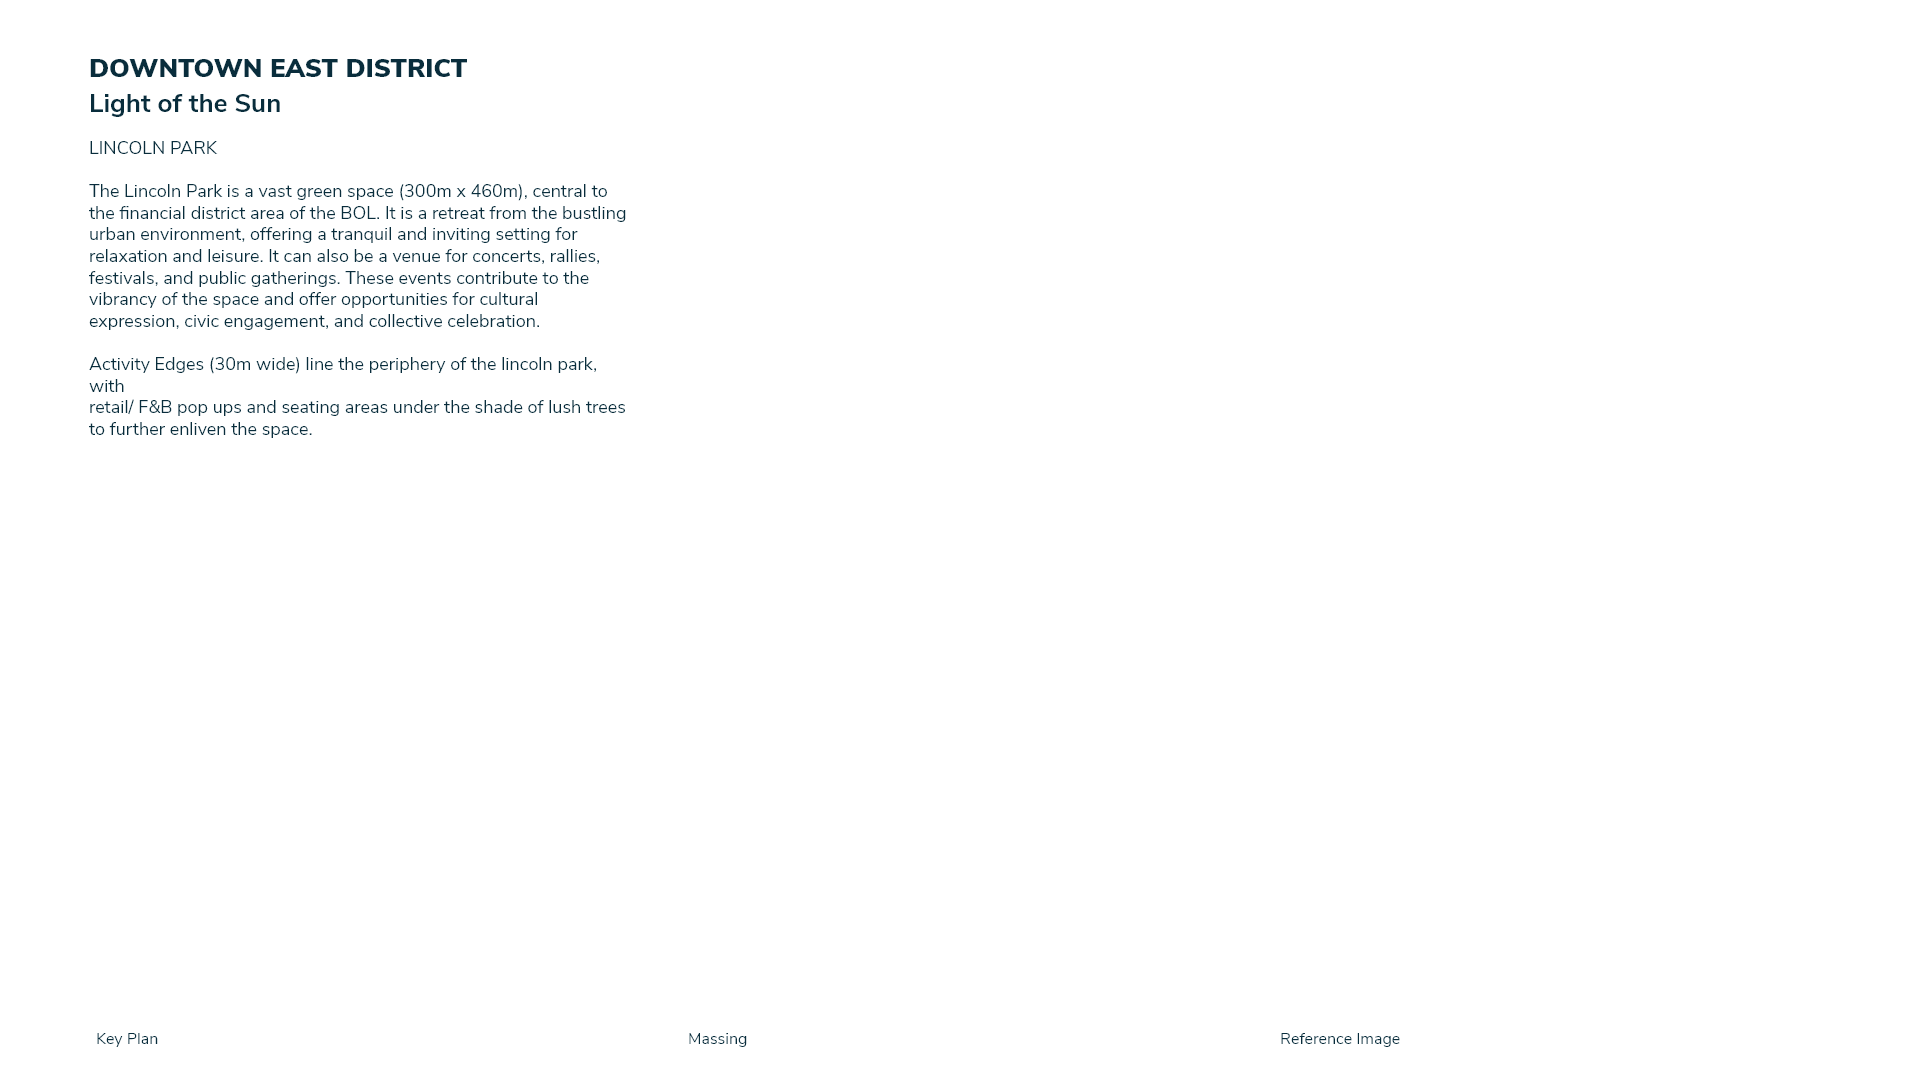 DOWNTOWN EAST DISTRICT
Light of the Sun
LINCOLN PARK
The Lincoln Park is a vast green space (300m x 460m), central to
the financial district area of the BOL. It is a retreat from the bustling
urban environment, offering a tranquil and inviting setting for
relaxation and leisure. It can also be a venue for concerts, rallies,
festivals, and public gatherings. These events contribute to the
vibrancy of the space and offer opportunities for cultural
expression, civic engagement, and collective celebration.
Activity Edges (30m wide) line the periphery of the lincoln park,
with
retail/ F&B pop ups and seating areas under the shade of lush trees
to further enliven the space.
Key Plan
Massing
Reference Image